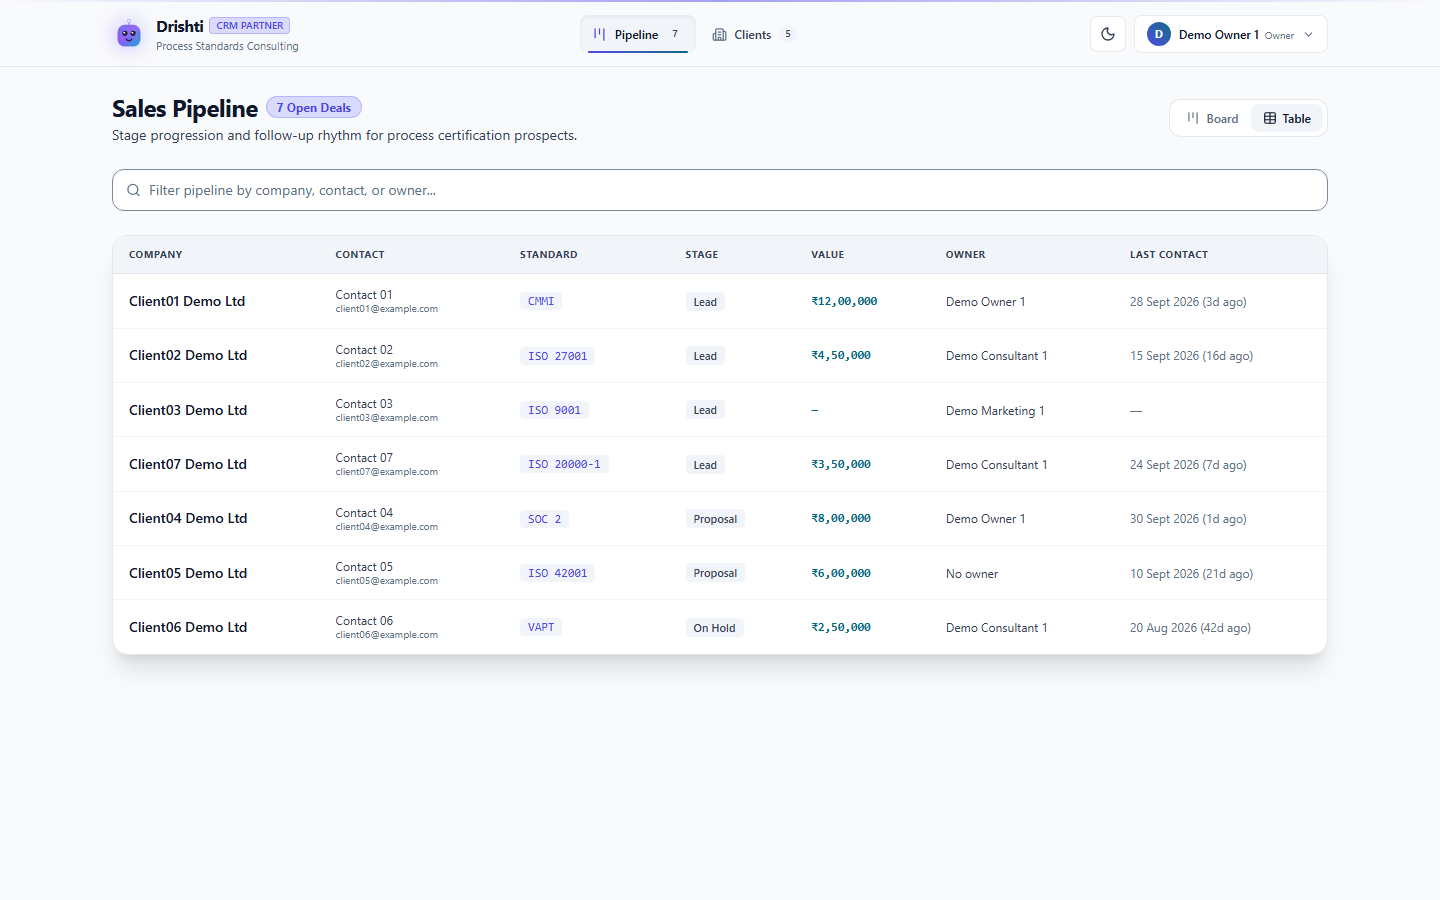 Drishti CRM PARTNER
Process Standards Consulting
Pipeline 7
Clients 5
D Demo Owner 1 Owner
Sales Pipeline 7 Open Deals
Stage progression and follow-up rhythm for process certification prospects.
Board Table
Filter pipeline by company, contact, or owner...
COMPANY CONTACT STANDARD STAGE VALUE OWNER LAST CONTACT
Client01 Demo Ltd Contact 01 CMMI Lead ₹12,00,000 Demo Owner 1 28 Sept 2026 (3d ago)
client01@example.com
Client02 Demo Ltd Contact 02 ISO 27001 Lead ₹4,50,000 Demo Consultant 1 15 Sept 2026 (16d ago)
client02@example.com
Client03 Demo Ltd Contact 03 ISO 9001 Lead – Demo Marketing 1 —
client03@example.com
Client07 Demo Ltd Contact 07 ISO 20000-1 Lead ₹3,50,000 Demo Consultant 1 24 Sept 2026 (7d ago)
client07@example.com
Client04 Demo Ltd Contact 04 SOC 2 Proposal ₹8,00,000 Demo Owner 1 30 Sept 2026 (1d ago)
client04@example.com
Client05 Demo Ltd Contact 05 ISO 42001 Proposal ₹6,00,000 No owner 10 Sept 2026 (21d ago)
client05@example.com
Client06 Demo Ltd Contact 06 VAPT On Hold ₹2,50,000 Demo Consultant 1 20 Aug 2026 (42d ago)
client06@example.com